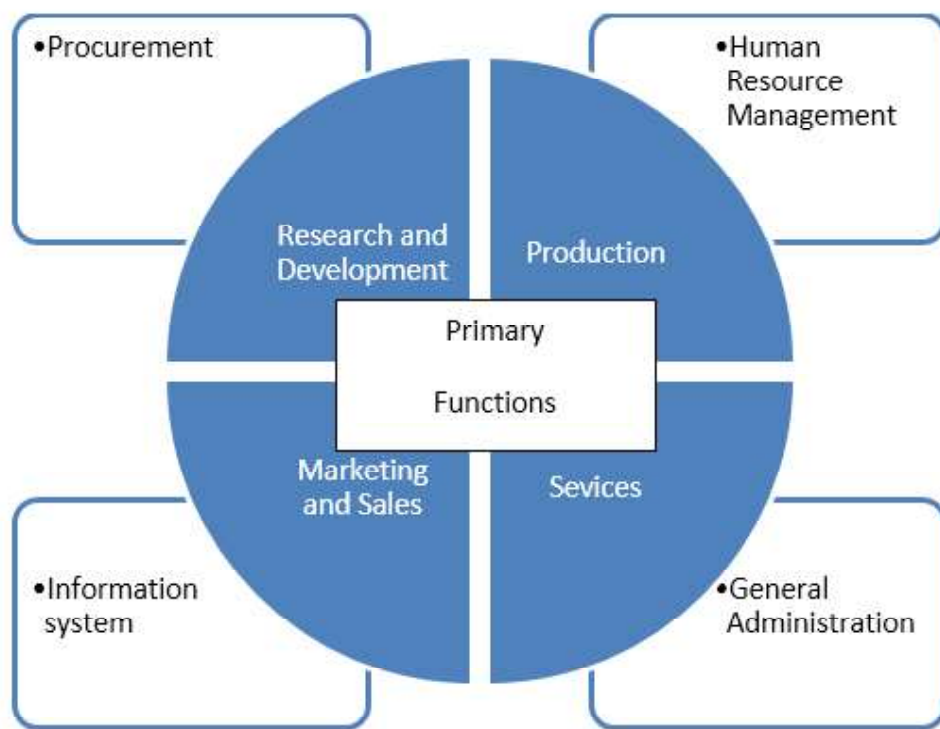 •Procurement
•Human
Resource
Management
Research and
Development
Production
Primary
Functions
Marketing
and Sales
Sevices
•Information
system
•General
Administration